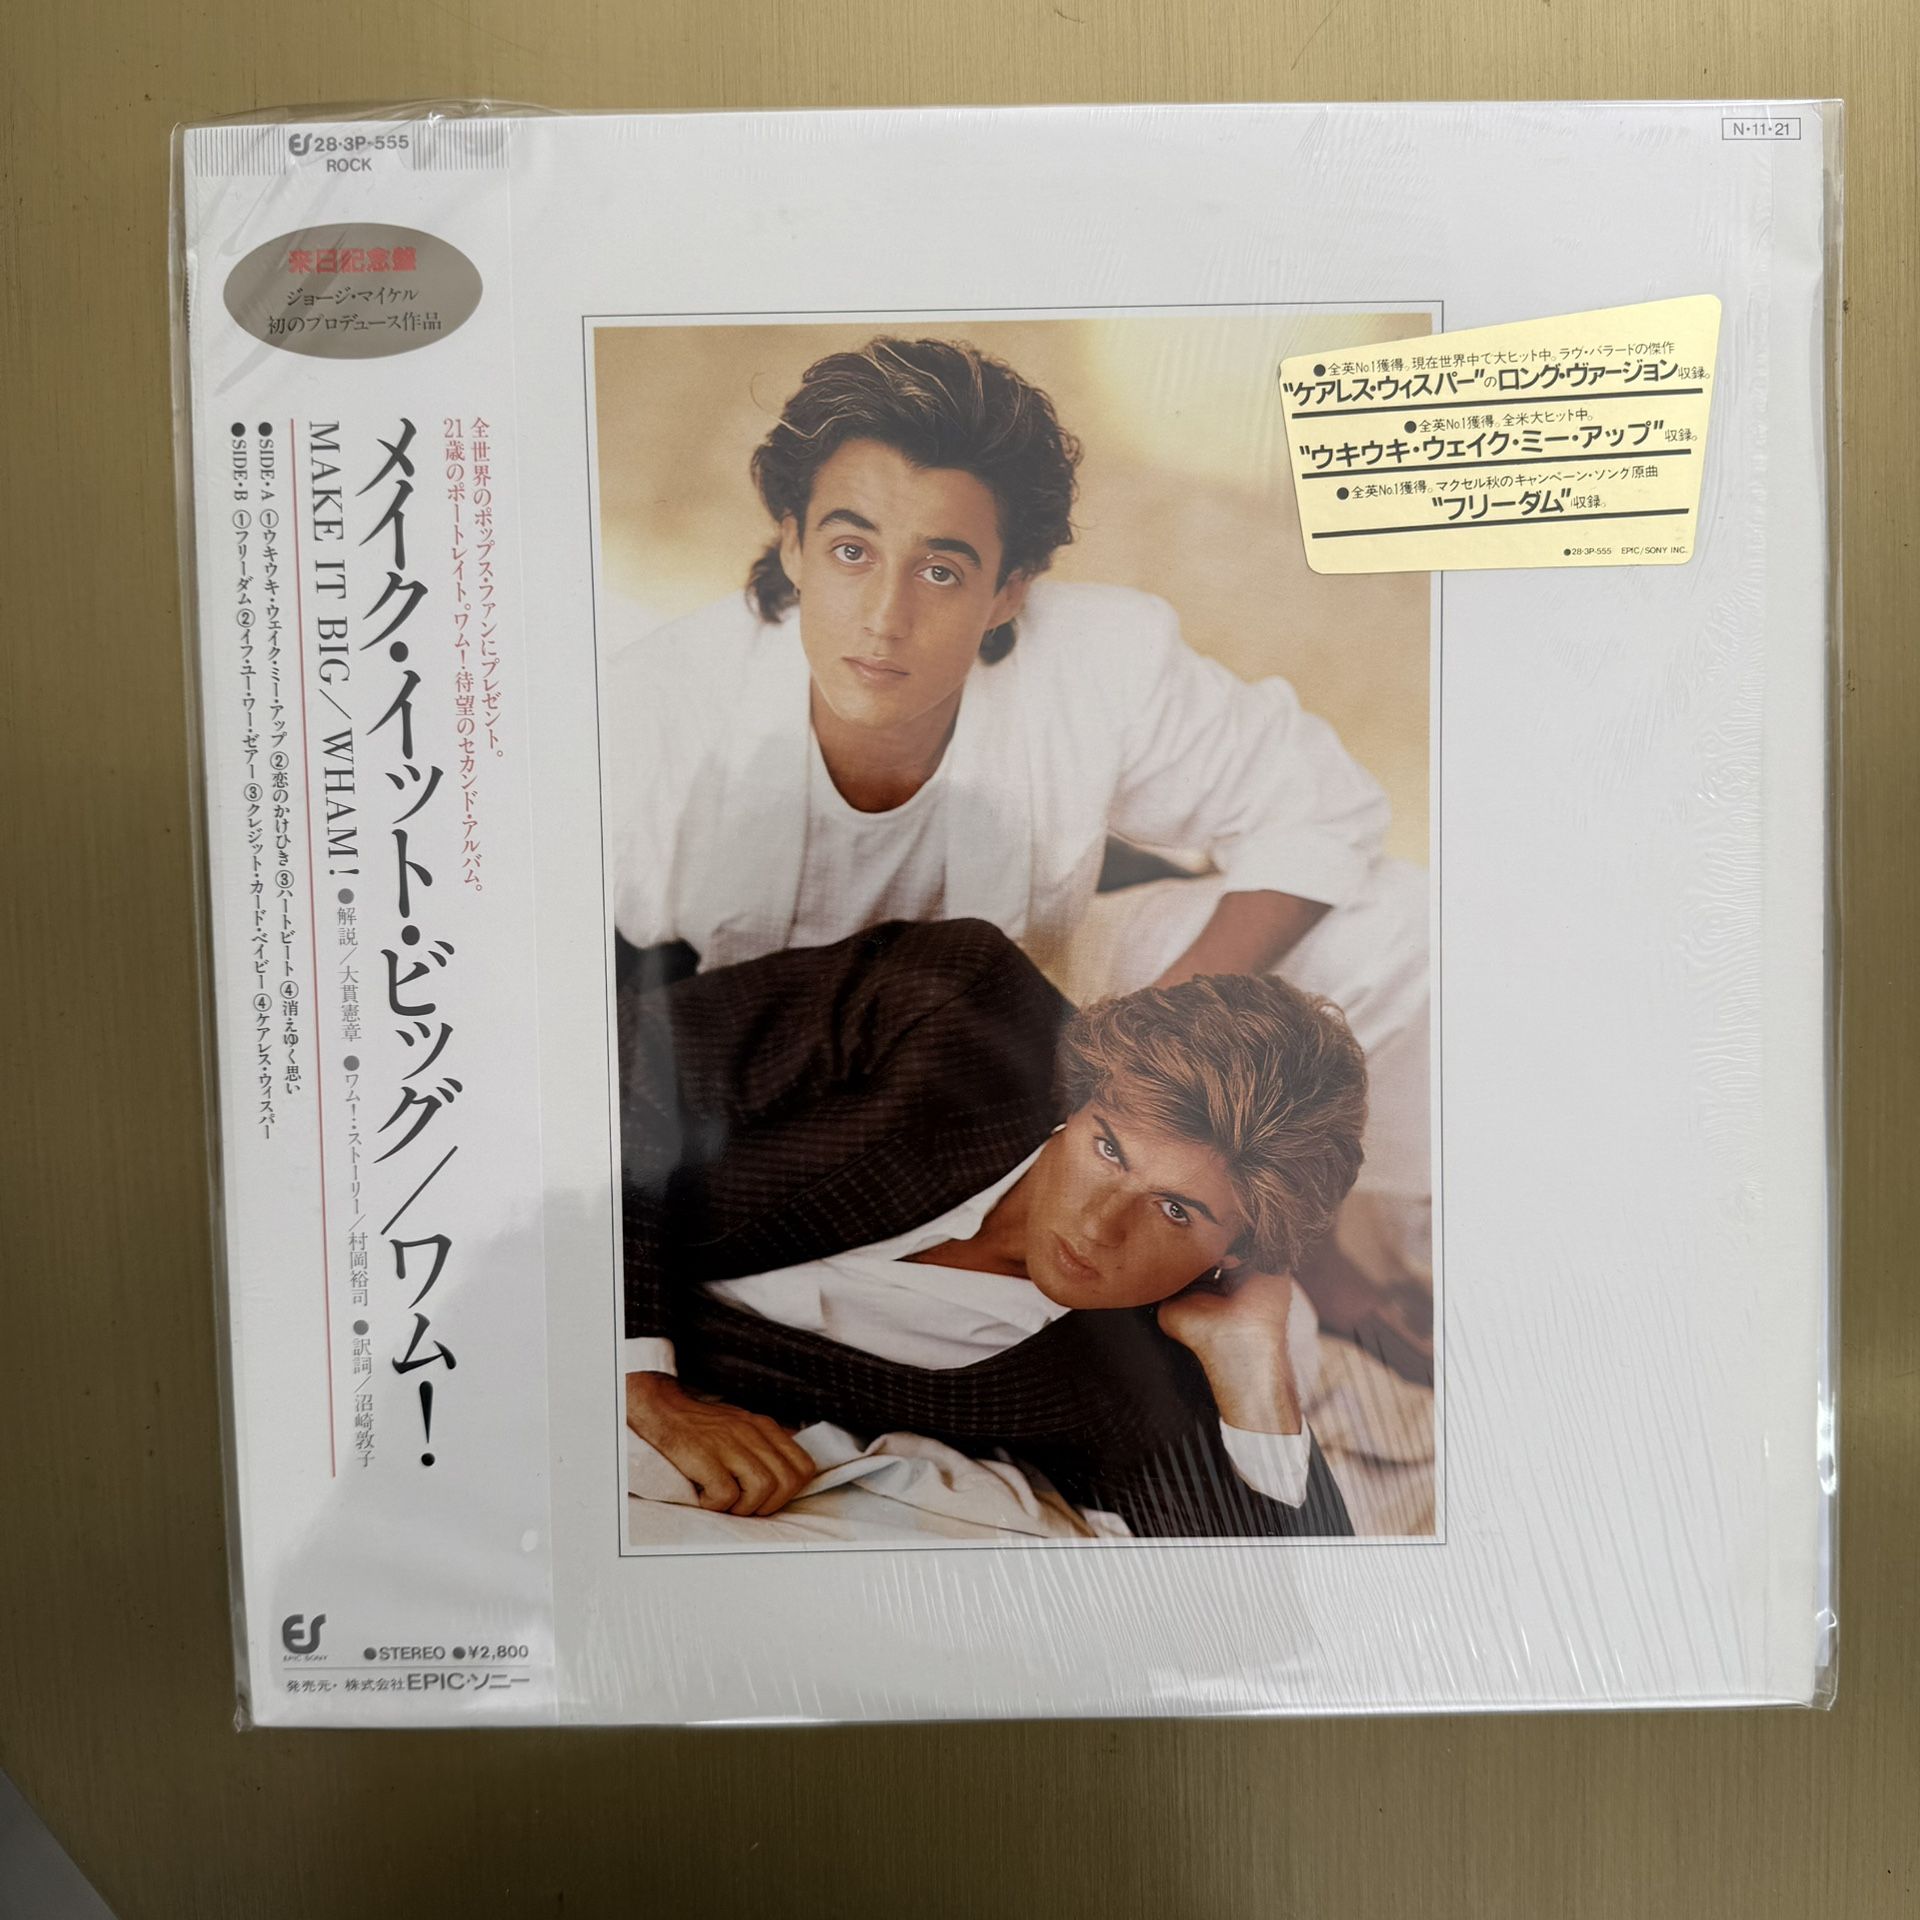 ES 28·3P-555
ROCK
来日記念盤
ジョージ・マイケル
初のプロデュース作品
全世界のポップス・ファンにプレゼント。
21歳のポートレイト。ワム!待望のセカンド・アルバム。
メイク・イット・ビッグ/ワム!
MAKE IT BIG/WHAM! ●解説/大貫憲章 ●ワム!・ストーリー/村岡裕司 ●訳詞/沼崎敦子
●SIDE・A ①ウキウキ・ウェイク・ミー・アップ ②恋のかけひき ③ハートビート ④消えゆく思い
●SIDE・B ①フリーダム ②イフ・ユー・ワー・ゼアー ③クレジット・カード・ベイビー ④ケアレス・ウィスパー
ES
EPIC SONY
●STEREO ●¥2,800
発売元・株式会社EPIC・ソニー
N・11・21
●全英No.1獲得。現在世界中で大ヒット中。ラヴ・バラードの傑作
"ケアレス・ウィスパー"のロング・ヴァージョン収録。
●全英No.1獲得。全米大ヒット中。
"ウキウキ・ウェイク・ミー・アップ"収録。
●全英No.1獲得。マクセル秋のキャンペーン・ソング原曲
"フリーダム"収録。
●28・3P-555 EPIC/SONY INC.